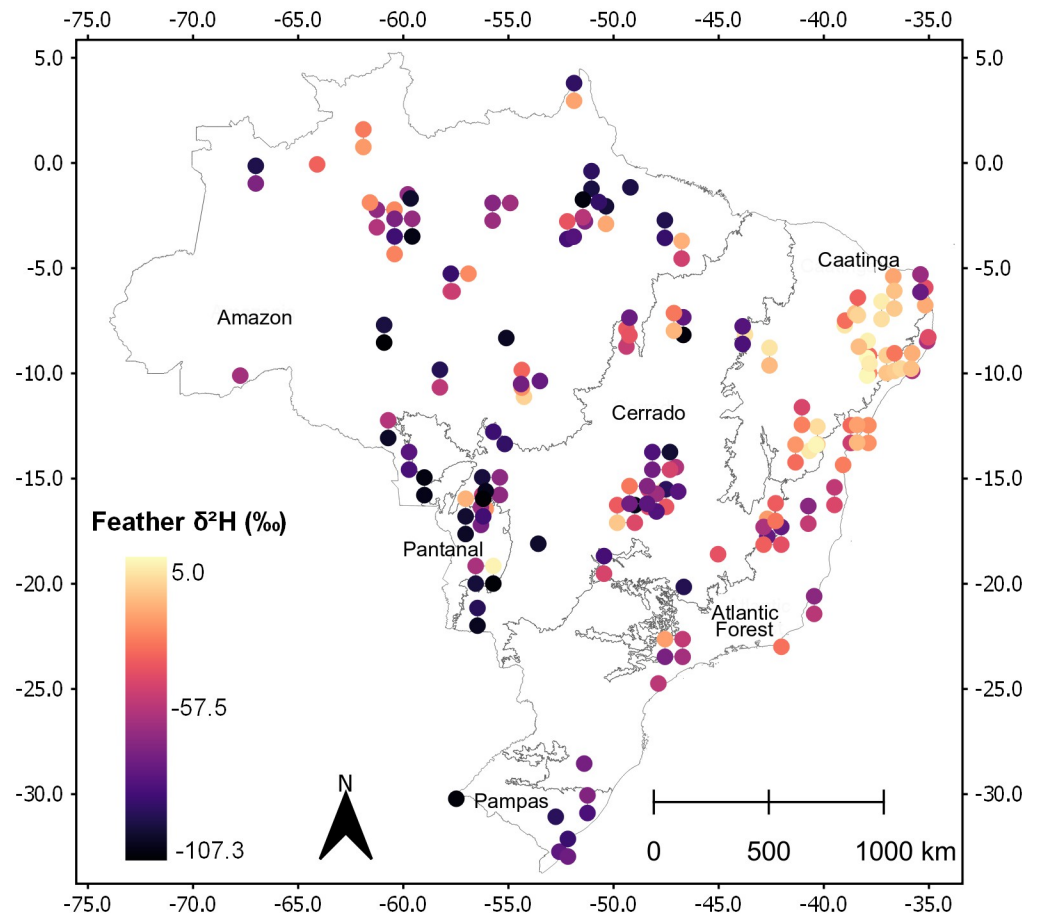 -75.0 -70.0 -65.0 -60.0 -55.0 -50.0 -45.0 -40.0 -35.0
5.0 5.0
0.0 0.0
-5.0 -5.0
Caatinga
Amazon
-10.0 -10.0
Cerrado
-15.0 -15.0
Feather δ²H (‰)
Pantanal
5.0
-20.0 -20.0
Atlantic
Forest
-57.5
-25.0 -25.0
N
-30.0 Pampas -30.0
-107.3
0 500 1000 km
-75.0 -70.0 -65.0 -60.0 -55.0 -50.0 -45.0 -40.0 -35.0